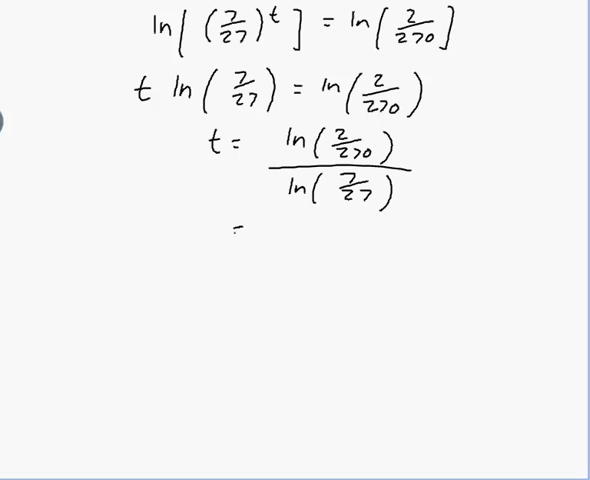 ln[(7/27)^t] = ln(2/270]
t ln(7/27) = ln(2/270)
t = ln(2/270) / ln(7/27)
=